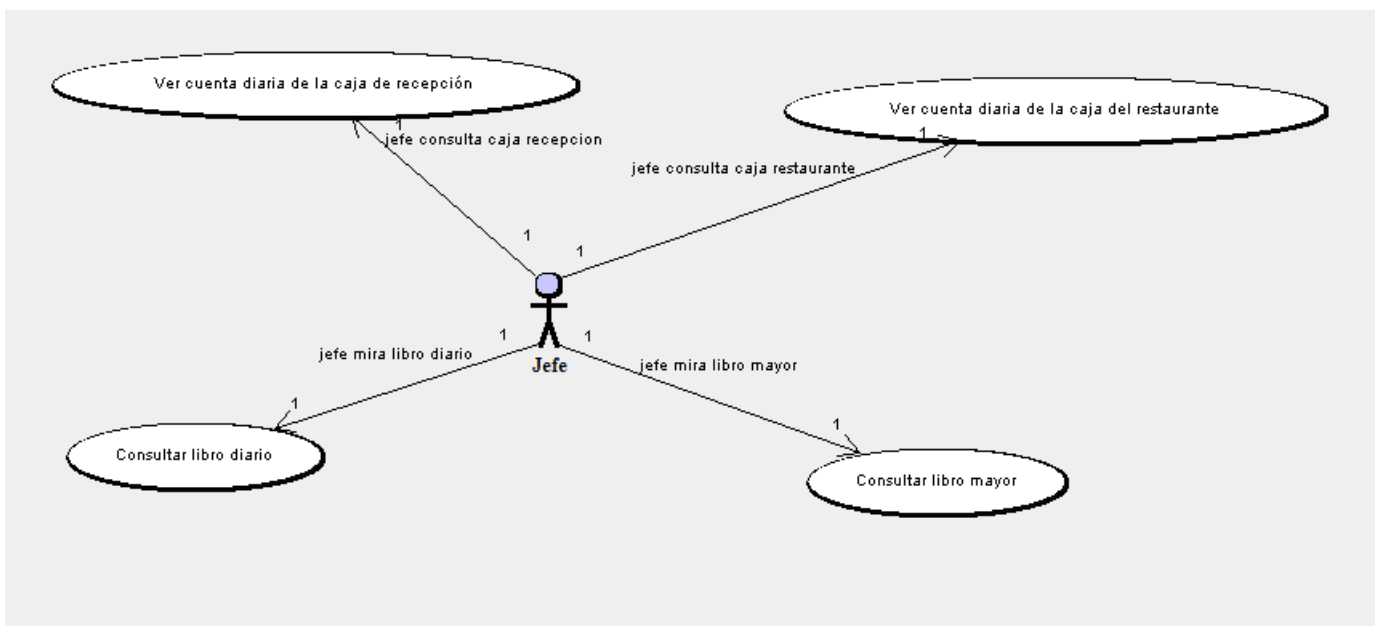 Ver cuenta diaria de la caja de recepción
Ver cuenta diaria de la caja del restaurante
1
jefe consulta caja recepcion
1
jefe consulta caja restaurante
1
1
Jefe
1
1
jefe mira libro diario
jefe mira libro mayor
1
1
Consultar libro diario
Consultar libro mayor